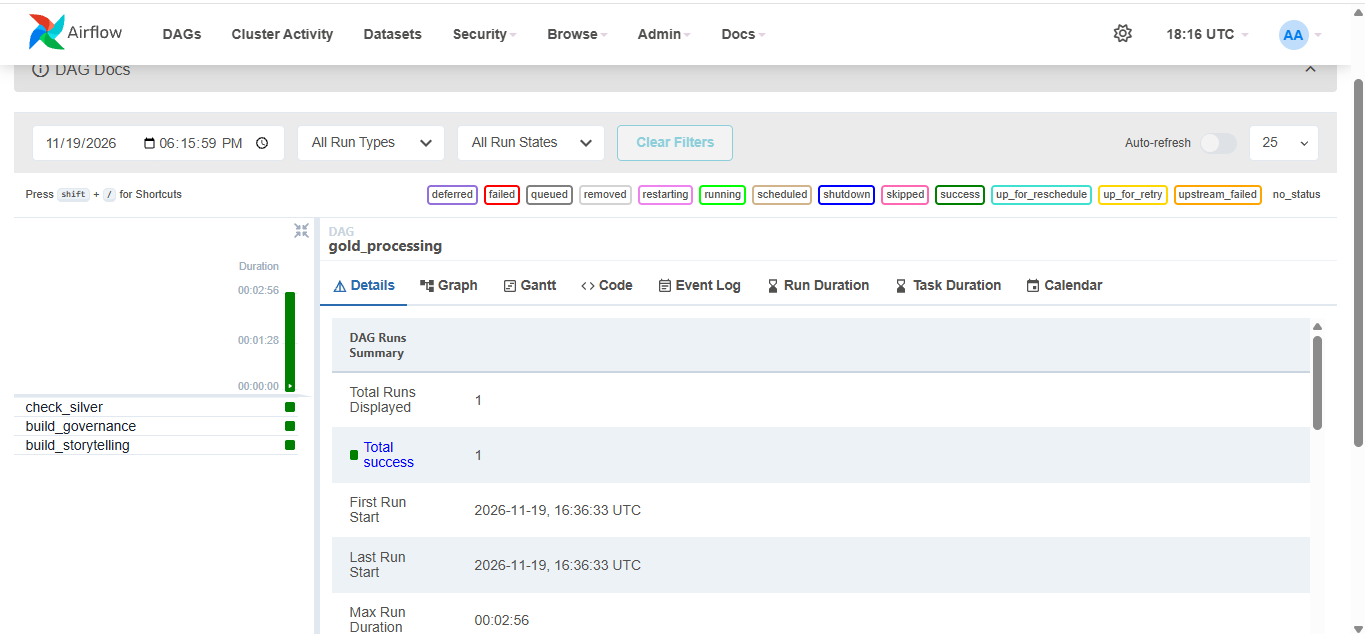 Airflow DAGs Cluster Activity Datasets Security Browse Admin Docs 18:16 UTC AA
DAG Docs
11/19/2026 06:15:59 PM All Run Types All Run States Clear Filters Auto-refresh 25
Press shift + / for Shortcuts deferred failed queued removed restarting running scheduled shutdown skipped success up_for_reschedule up_for_retry upstream_failed no_status
DAG
gold_processing
Duration
00:02:56
00:01:28
00:00:00
check_silver
build_governance
build_storytelling
Details Graph Gantt Code Event Log Run Duration Task Duration Calendar
DAG Runs
Summary
Total Runs
Displayed
1
Total
success
1
First Run
Start
2026-11-19, 16:36:33 UTC
Last Run
Start
2026-11-19, 16:36:33 UTC
Max Run
Duration
00:02:56